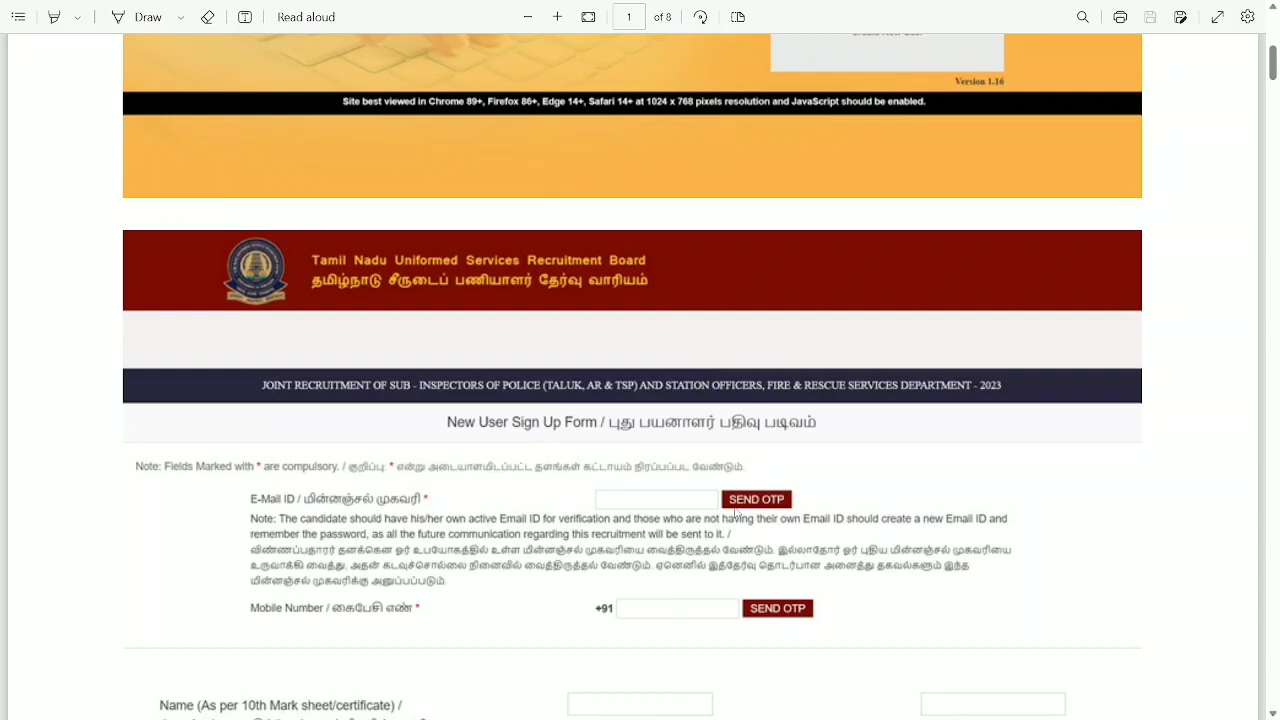 of 8
Version 1.16
Site best viewed in Chrome 89+, Firefox 86+, Edge 14+, Safari 14+ at 1024 x 768 pixels resolution and JavaScript should be enabled.
Tamil Nadu Uniformed Services Recruitment Board
தமிழ்நாடு சீருடைப் பணியாளர் தேர்வு வாரியம்
JOINT RECRUITMENT OF SUB - INSPECTORS OF POLICE (TALUK, AR & TSP) AND STATION OFFICERS, FIRE & RESCUE SERVICES DEPARTMENT - 2023
New User Sign Up Form / புது பயனாளர் பதிவு படிவம்
Note: Fields Marked with * are compulsory. / குறிப்பு: * என்று அடையாளமிடப்பட்ட தளங்கள் கட்டாயம் நிரப்பப்பட வேண்டும்.
E-Mail ID / மின்னஞ்சல் முகவரி * SEND OTP
Note: The candidate should have his/her own active Email ID for verification and those who are not having their own Email ID should create a new Email ID and
remember the password, as all the future communication regarding this recruitment will be sent to it. /
விண்ணப்பதாரர் தனக்கென ஓர் உபயோகத்தில் உள்ள மின்னஞ்சல் முகவரியை வைத்திருத்தல் வேண்டும். இல்லாதோர் ஓர் புதிய மின்னஞ்சல் முகவரியை
உருவாக்கி வைத்து, அதன் கடவுச்சொல்லை நினைவில் வைத்திருத்தல் வேண்டும். ஏனெனில் இத்தேர்வு தொடர்பான அனைத்து தகவல்களும் இந்த
மின்னஞ்சல் முகவரிக்கு அனுப்பப்படும்.
Mobile Number / கைபேசி எண் * +91 SEND OTP
Name (As per 10th Mark sheet/certificate) /